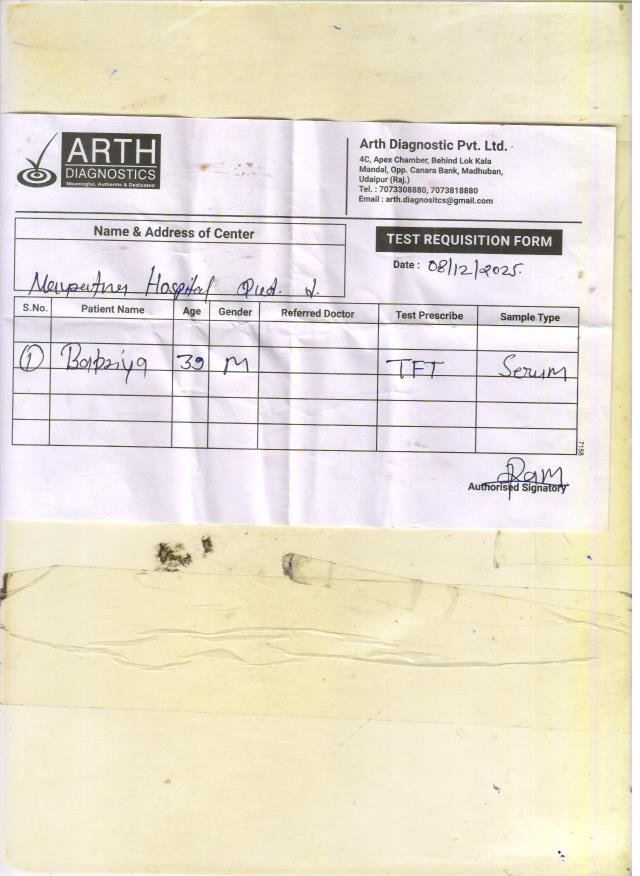 ARTH
DIAGNOSTICS
Meaningful, Authentic & Dedicated
Arth Diagnostic Pvt. Ltd.
4C, Apex Chamber, Behind Lok Kala
Mandal, Opp. Canara Bank, Madhuban,
Udaipur (Raj.)
Tel. : 7073308880, 7073818880
Email : arth.diagnositcs@gmail.com
Name & Address of Center
TEST REQUISITION FORM
Date : 08/12/2025.
Hospital
S.No. Patient Name Age Gender Referred Doctor Test Prescribe Sample Type
1 39 M TFT Serum
7158
Ram
Authorised Signatory